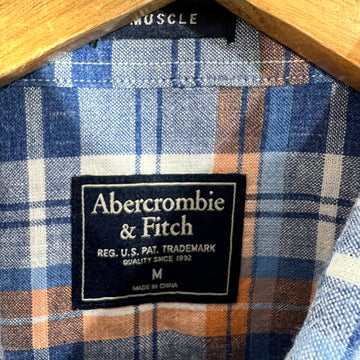 MUSCLE
Abercrombie
& Fitch
REG. U.S. PAT. TRADEMARK
QUALITY SINCE 1892
M
MADE IN CHINA